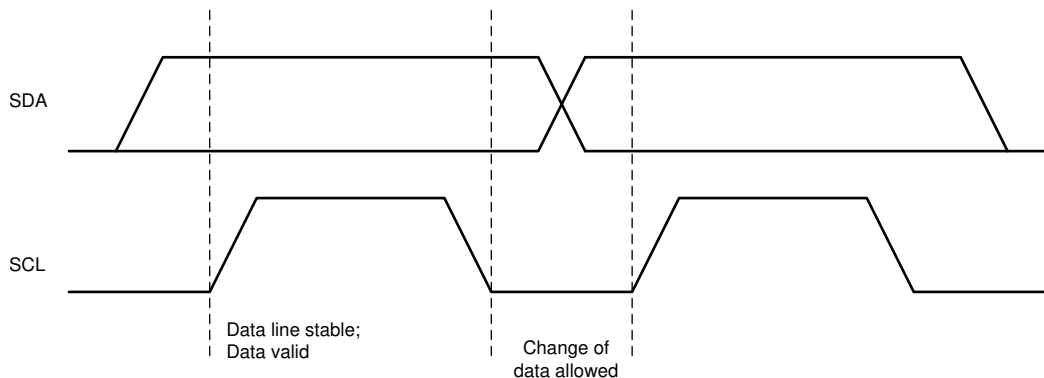 SDA
SCL
Data line stable;
Data valid
Change of
data allowed